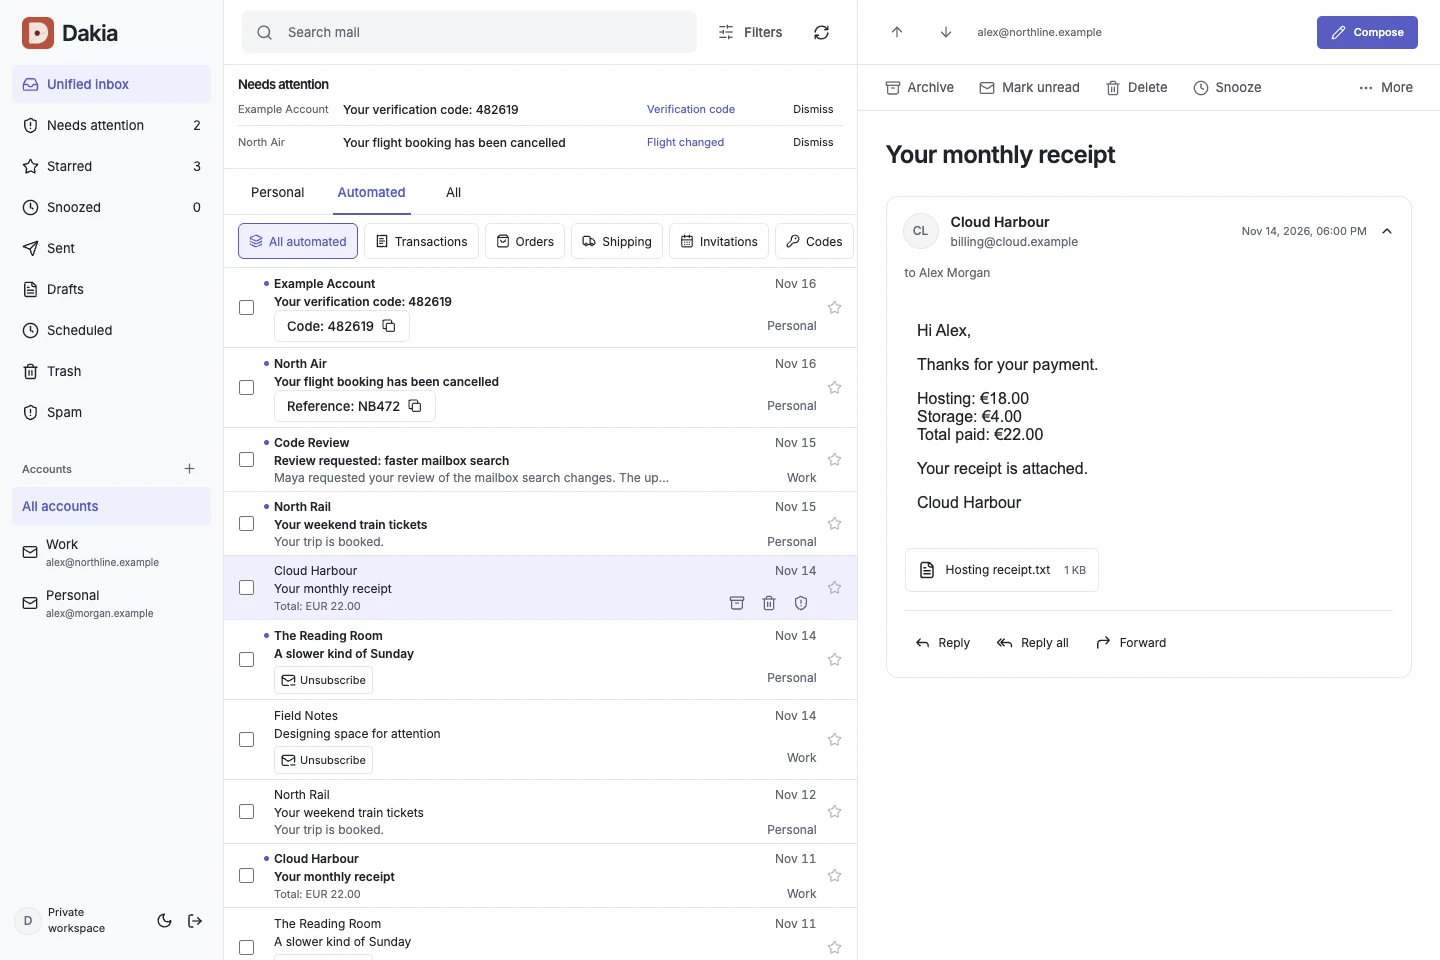 Dakia
Unified inbox
Needs attention 2
Starred 3
Snoozed 0
Sent
Drafts
Scheduled
Trash
Spam
Accounts
All accounts
Work
alex@northline.example
Personal
alex@morgan.example
D
Private
workspace
Search mail
Filters
Needs attention
Example Account Your verification code: 482619 Verification code Dismiss
North Air Your flight booking has been cancelled Flight changed Dismiss
Personal Automated All
All automated Transactions Orders Shipping Invitations Codes
Example Account Nov 16
Your verification code: 482619
Code: 482619 Personal
North Air Nov 16
Your flight booking has been cancelled
Reference: NB472 Personal
Code Review Nov 15
Review requested: faster mailbox search
Maya requested your review of the mailbox search changes. The up... Work
North Rail Nov 15
Your weekend train tickets
Your trip is booked. Personal
Cloud Harbour Nov 14
Your monthly receipt
Total: EUR 22.00
The Reading Room Nov 14
A slower kind of Sunday
Unsubscribe Personal
Field Notes Nov 14
Designing space for attention
Unsubscribe Work
North Rail Nov 12
Your weekend train tickets
Your trip is booked. Personal
Cloud Harbour Nov 11
Your monthly receipt
Total: EUR 22.00 Work
The Reading Room Nov 11
A slower kind of Sunday
alex@northline.example Compose
Archive Mark unread Delete Snooze More
Your monthly receipt
CL
Cloud Harbour
billing@cloud.example
Nov 14, 2026, 06:00 PM
to Alex Morgan
Hi Alex,
Thanks for your payment.
Hosting: €18.00
Storage: €4.00
Total paid: €22.00
Your receipt is attached.
Cloud Harbour
Hosting receipt.txt 1 KB
Reply Reply all Forward